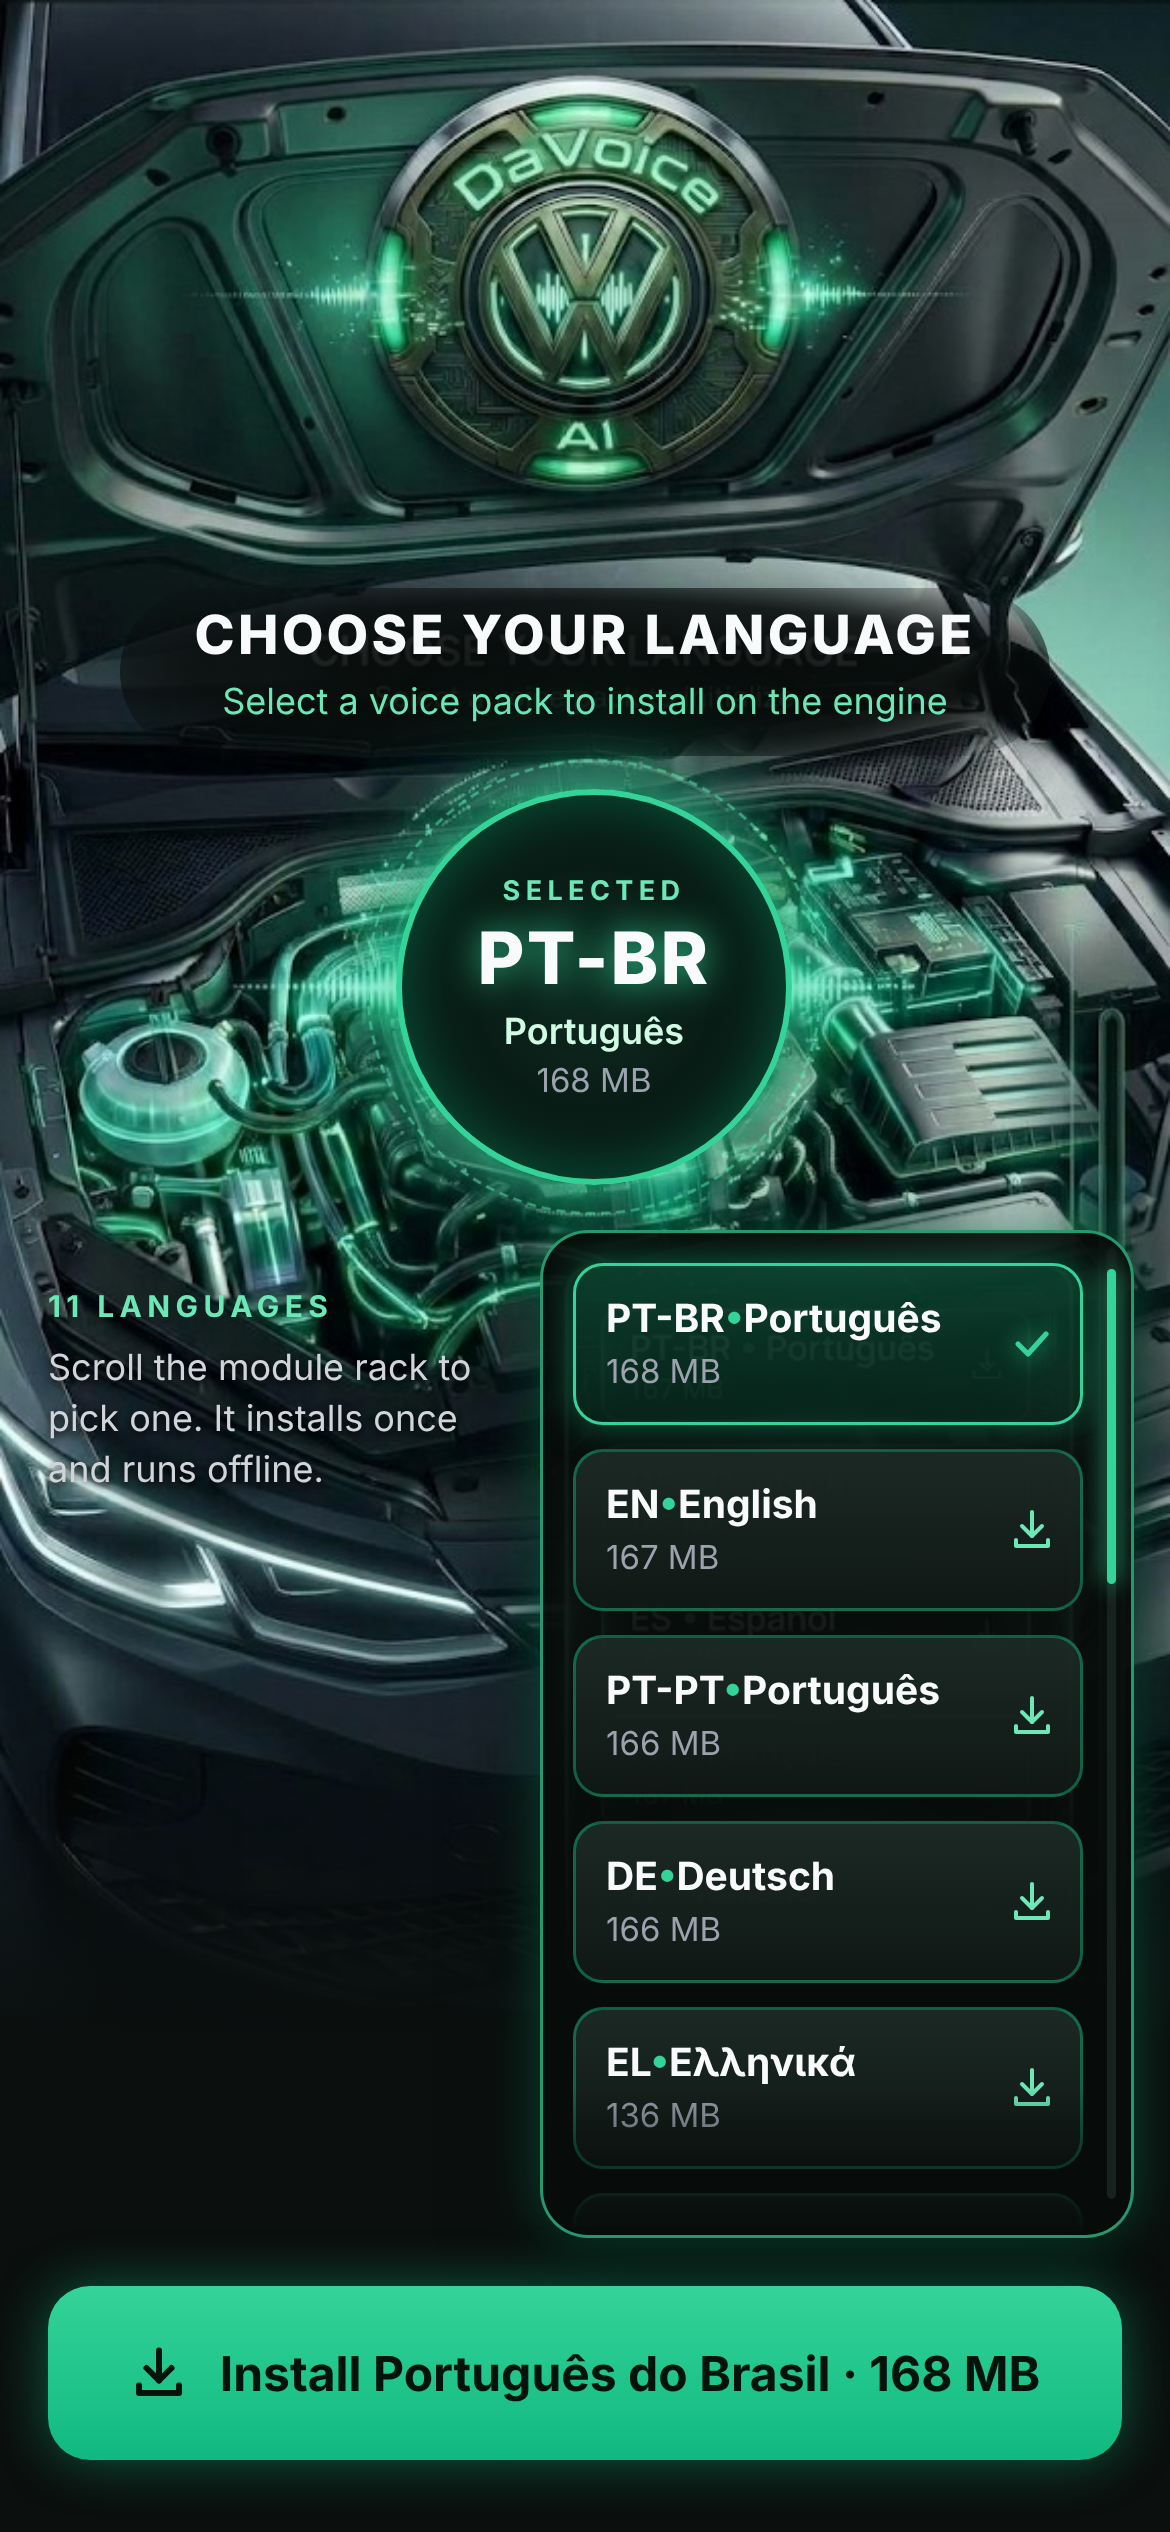 DaVoice
VW
AI
CHOOSE YOUR LANGUAGE
Select a voice pack to install on the engine
SELECTED
PT-BR
Português
168 MB
11 LANGUAGES
Scroll the module rack to
pick one. It installs once
and runs offline.
PT-BR•Português
168 MB
EN•English
167 MB
ES • Español
PT-PT•Português
166 MB
DE•Deutsch
166 MB
EL•Ελληνικά
136 MB
Install Português do Brasil · 168 MB